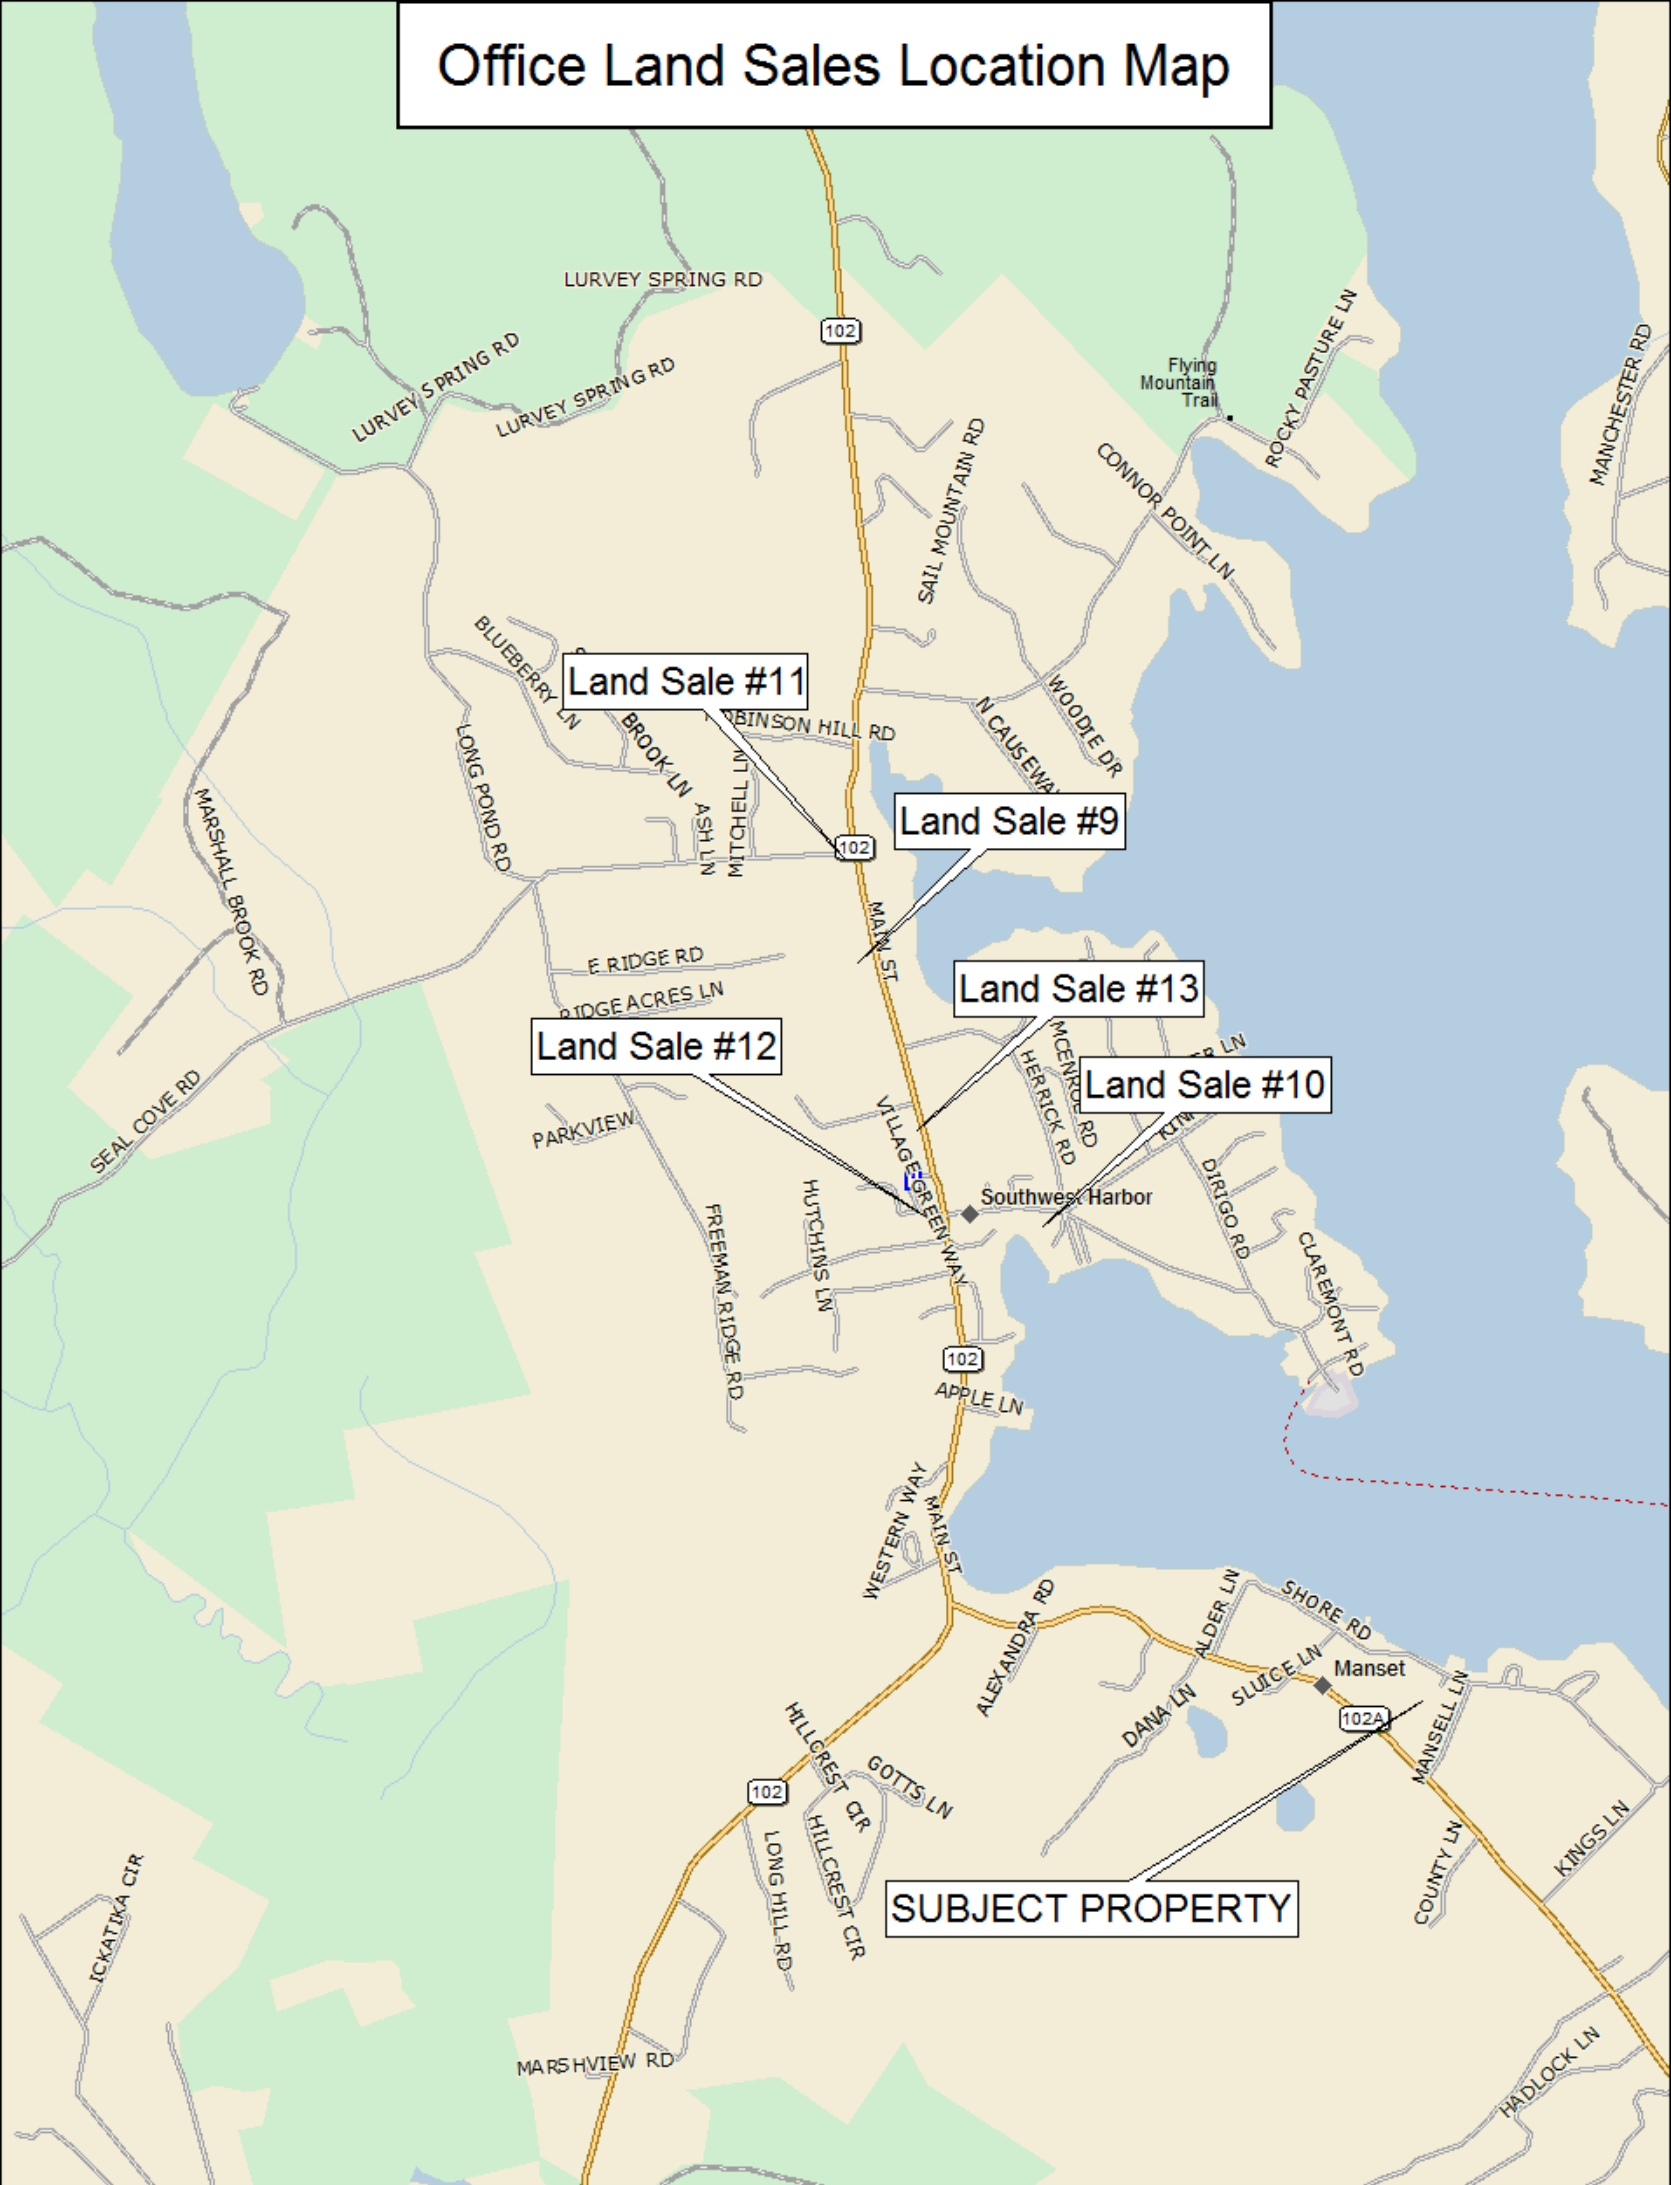 Office Land Sales Location Map
LURVEY SPRING RD
102
LURVEY SPRING RD
LURVEY SPRING RD
Flying
Mountain
Trail
ROCKY PASTURE LN
MANCHESTER RD
CONNOR POINT LN
SAIL MOUNTAIN RD
BLUEBERRY LN
Land Sale #11
BROOK LN
ROBINSON HILL RD
N CAUSEWAY
WOODIE DR
LONG POND RD
MARSHALL BROOK RD
ASH LN
MITCHELL LN
102
Land Sale #9
MAIN ST
E RIDGE RD
RIDGE ACRES LN
Land Sale #13
Land Sale #12
HERRICK RD
MCENROE RD
Land Sale #10
SEAL COVE RD
PARKVIEW
VILLAGE GREEN WAY
Southwest Harbor
DIRIGO RD
HUTCHINS LN
FREEMAN RIDGE RD
CLAREMONT RD
102
APPLE LN
WESTERN WAY
MAIN ST
ALEXANDRA RD
ALDER LN
SHORE RD
SLUICE LN
Manset
DANA LN
102A
MANSELL LN
HILLCREST CIR
GOTTS LN
102
HILLCREST CIR
LONG HILL RD
KINGS LN
COUNTY LN
SUBJECT PROPERTY
ICKATIKA CIR
MARSHVIEW RD
HADLOCK LN